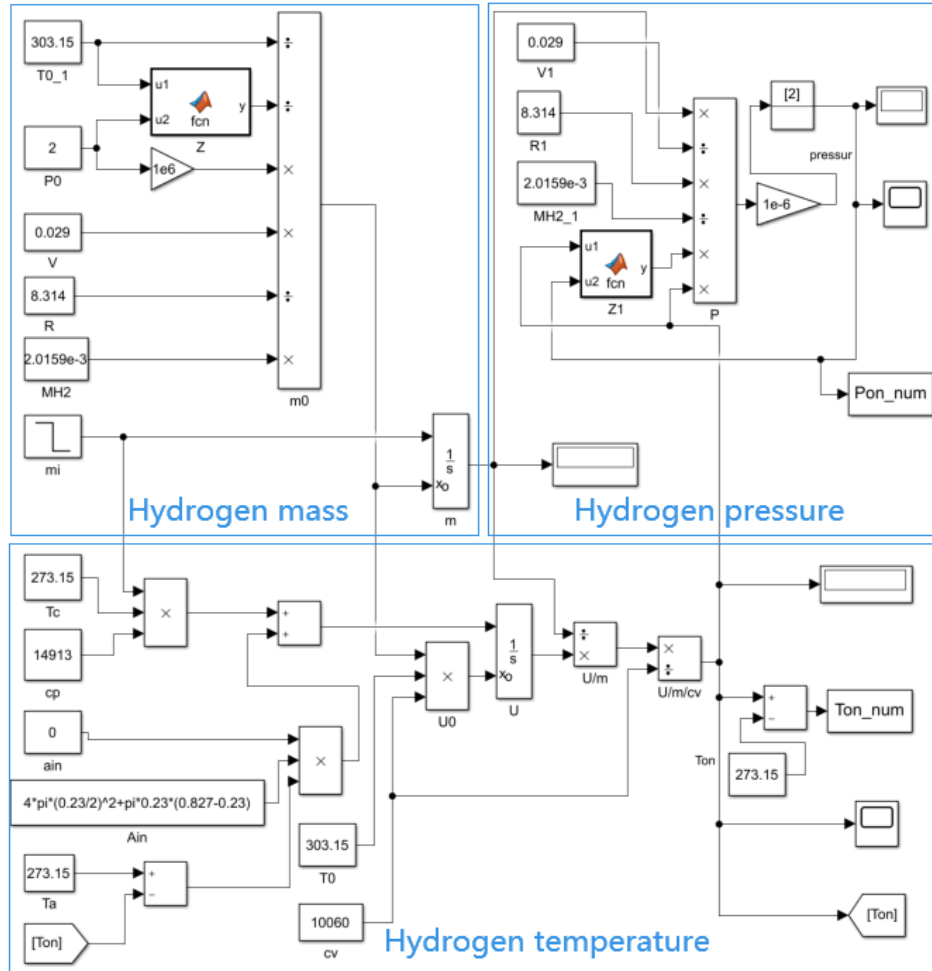 303.15
T0_1
u1
u2
y
fcn
Z
2
P0
1e6
0.029
V
8.314
R
2.0159e-3
MH2
÷
÷
×
×
÷
×
m0
mi
1
s
xo
m
Hydrogen mass
0.029
V1
8.314
R1
2.0159e-3
MH2_1
u1
u2
y
fcn
Z1
×
÷
×
÷
×
×
P
[2]
pressur
1e-6
Pon_num
Hydrogen pressure
273.15
Tc
14913
cp
×
0
ain
4*pi*(0.23/2)^2+pi*0.23*(0.827-0.23)
Ain
273.15
Ta
[Ton]
+
−
×
+
+
303.15
T0
10060
cv
×
U0
1
s
xo
U
÷
×
U/m
×
÷
U/m/cv
Ton
+
−
273.15
Ton_num
[Ton]
Hydrogen temperature